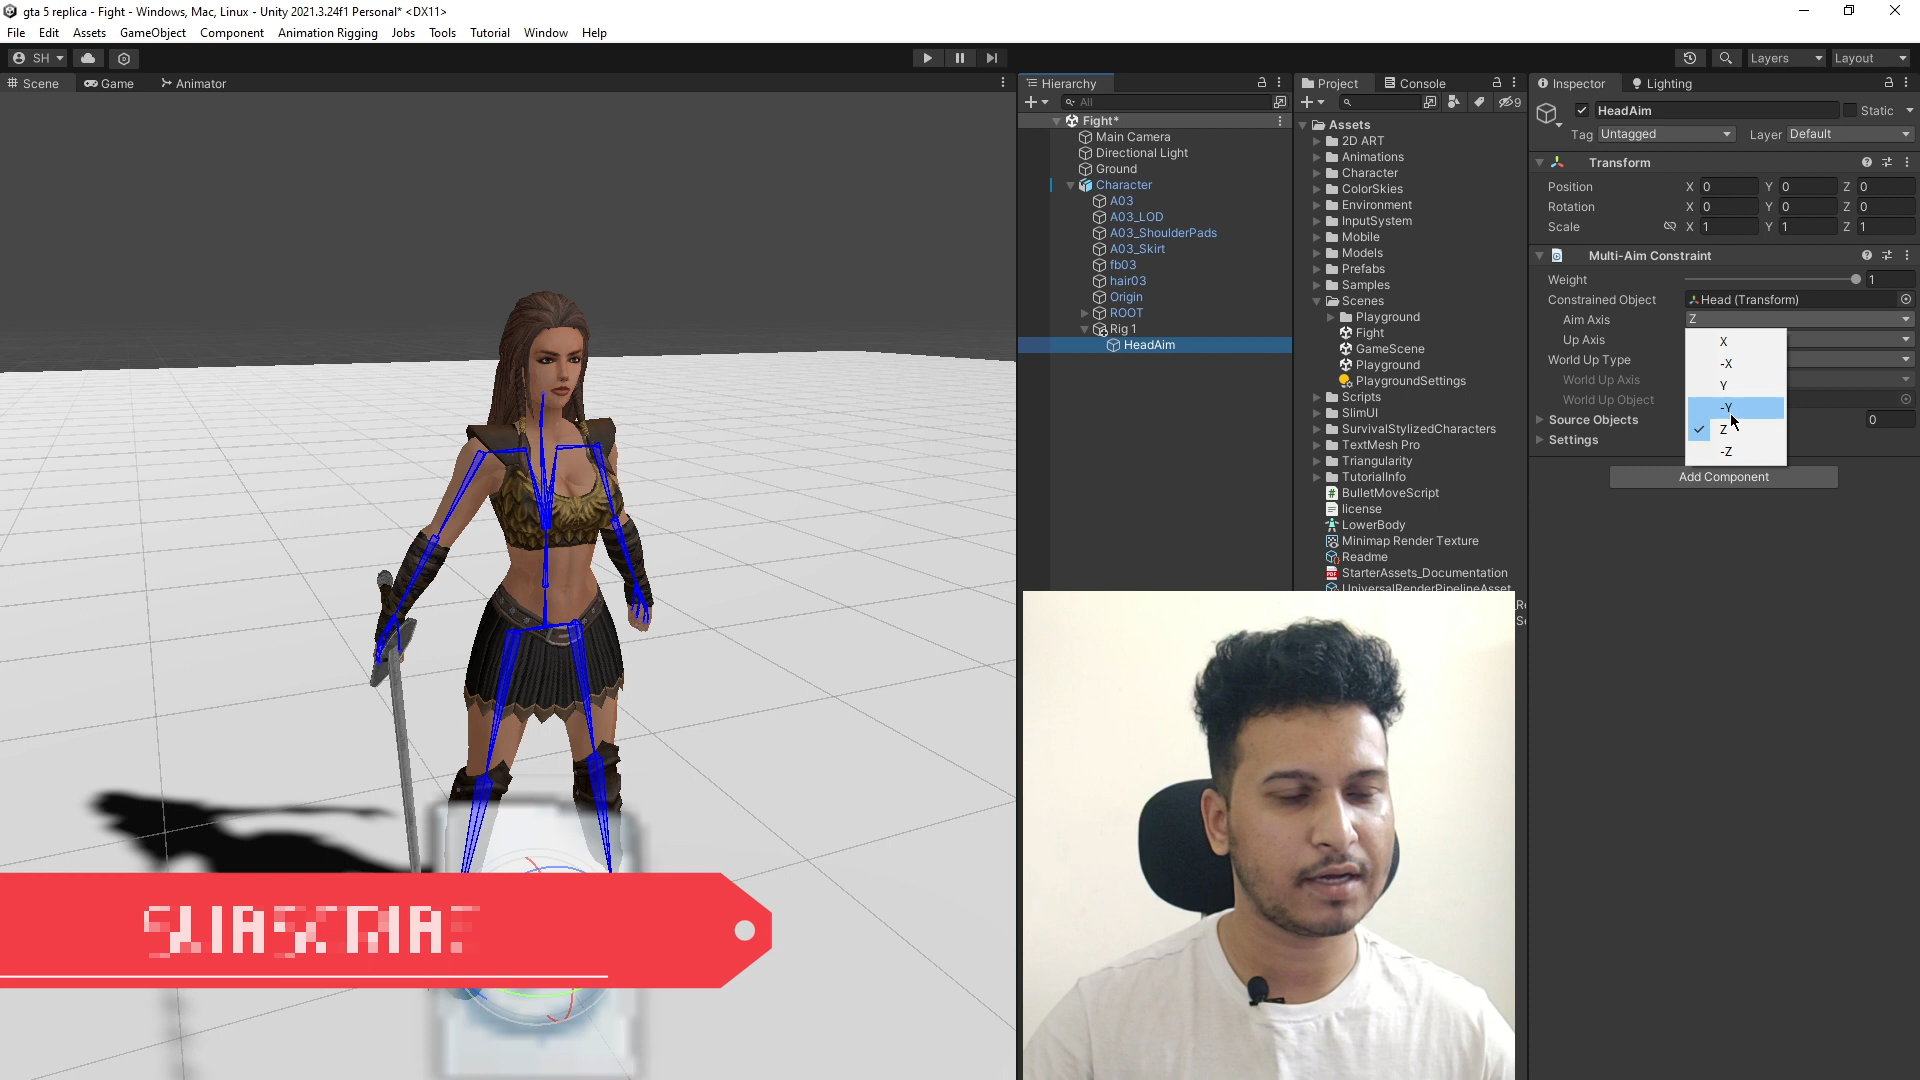 gta 5 replica - Fight - Windows, Mac, Linux - Unity 2021.3.24f1 Personal* <DX11>
File Edit Assets GameObject Component Animation Rigging Jobs Tools Tutorial Window Help
SH
Layers
Layout
Scene
Game
Animator
Hierarchy
All
Fight*
Main Camera
Directional Light
Ground
Character
A03
A03_LOD
A03_ShoulderPads
A03_Skirt
fb03
hair03
Origin
ROOT
Rig 1
HeadAim
Project
Console
9
Assets
2D ART
Animations
Character
ColorSkies
Environment
InputSystem
Mobile
Models
Prefabs
Samples
Scenes
Playground
Fight
GameScene
Playground
PlaygroundSettings
Scripts
SlimUI
SurvivalStylizedCharacters
TextMesh Pro
Triangularity
TutorialInfo
BulletMoveScript
license
LowerBody
Minimap Render Texture
Readme
StarterAssets_Documentation
UniversalRenderPipelineAsset
Inspector
Lighting
HeadAim
Static
Tag Untagged
Layer Default
Transform
Position X 0 Y 0 Z 0
Rotation X 0 Y 0 Z 0
Scale X 1 Y 1 Z 1
Multi-Aim Constraint
Weight 1
Constrained Object Head (Transform)
Aim Axis Z
Up Axis
World Up Type
World Up Axis
World Up Object
Source Objects 0
Settings
X
-X
Y
-Y
Z
-Z
Add Component